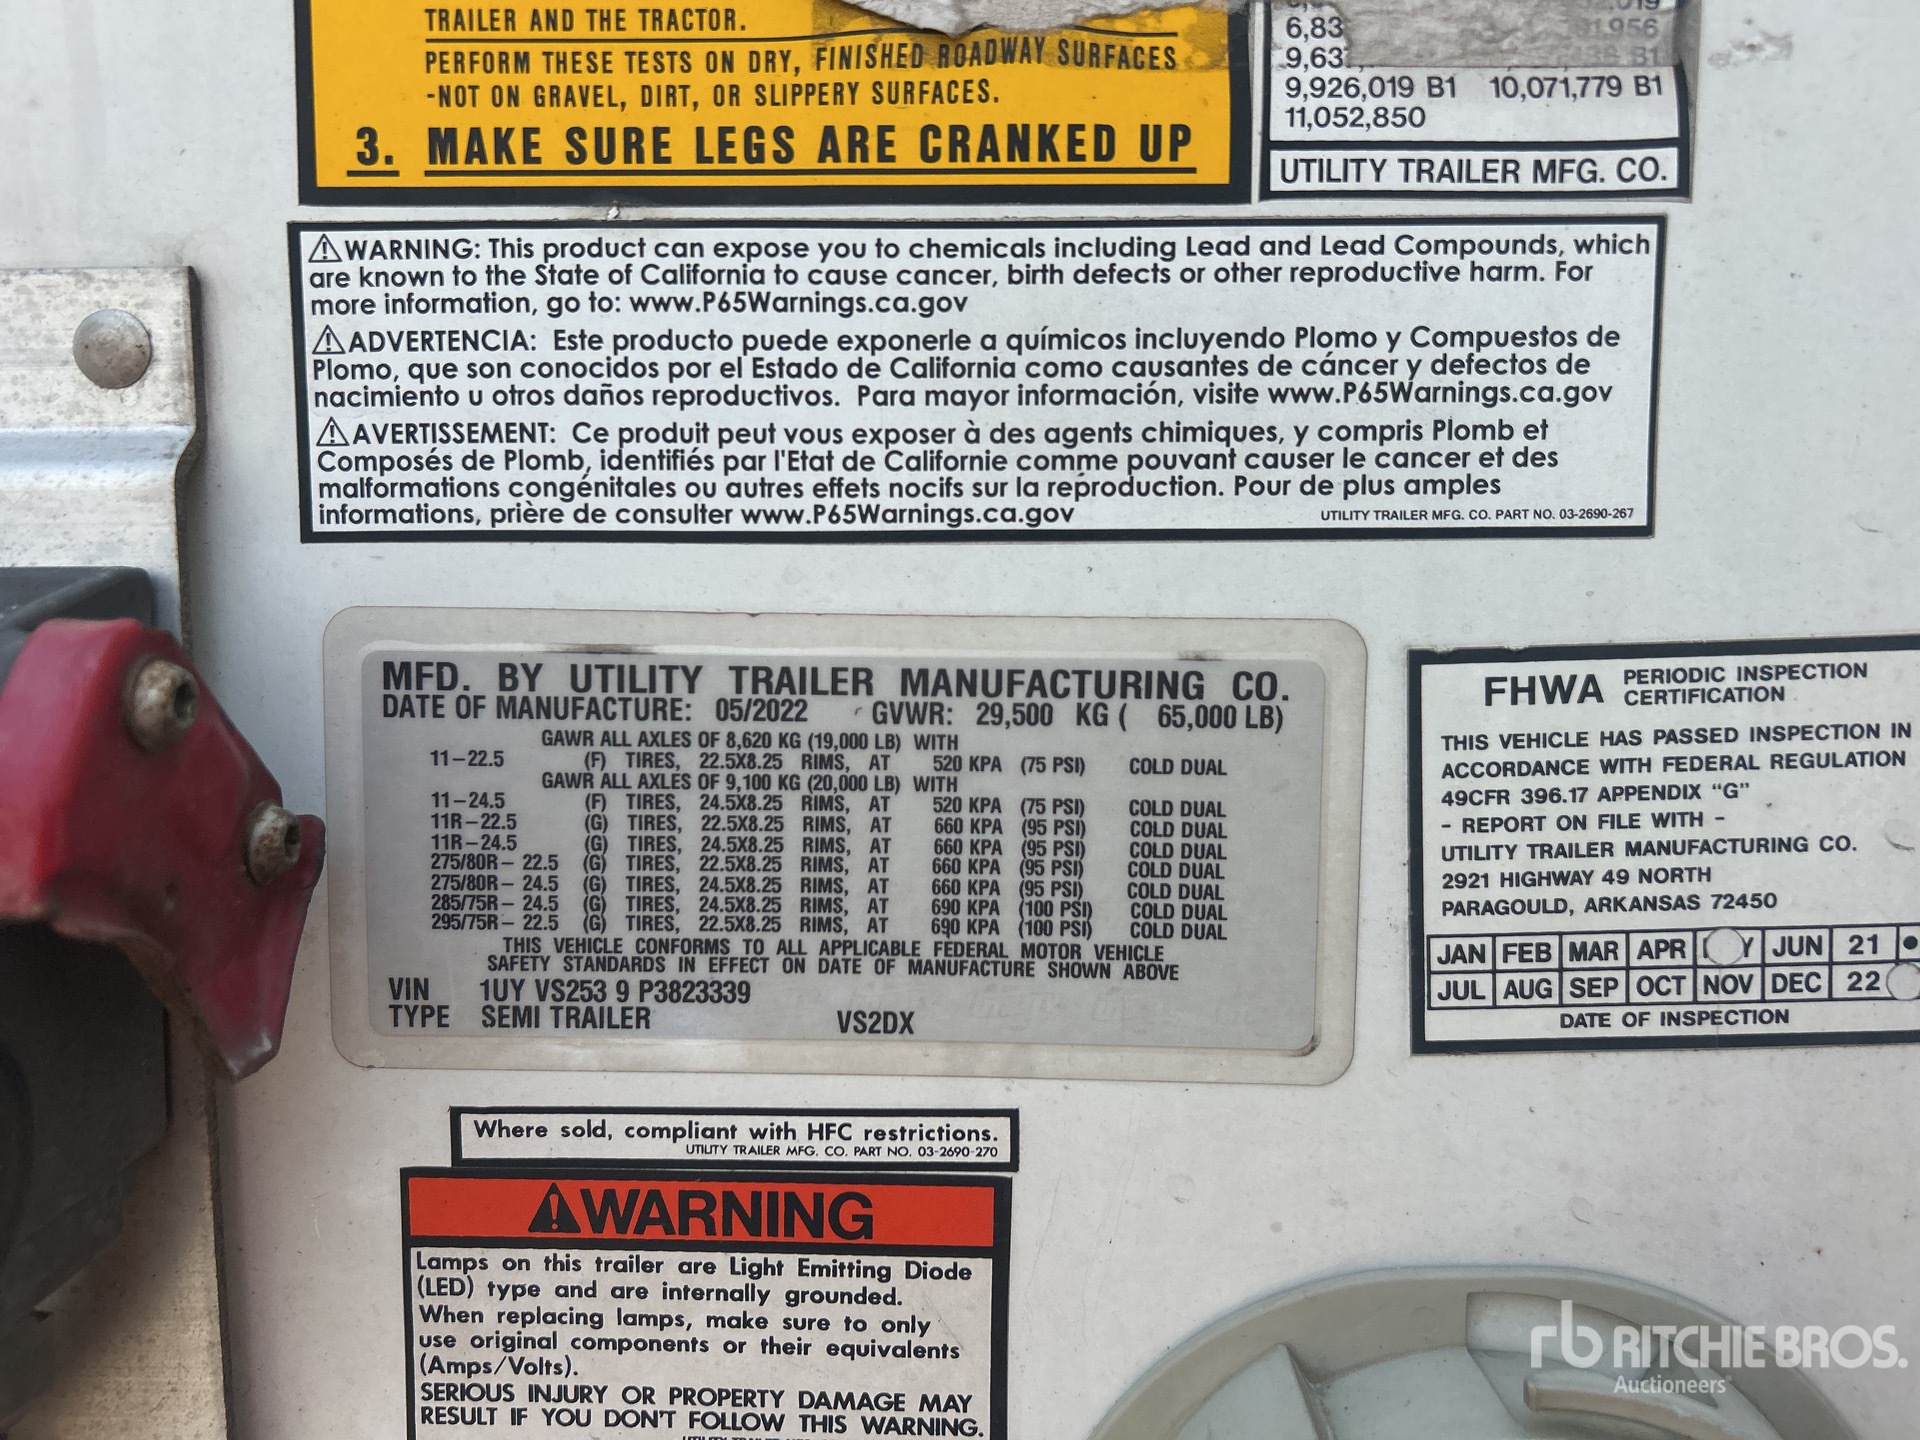 TRAILER AND THE TRACTOR.
PERFORM THESE TESTS ON DRY, FINISHED ROADWAY SURFACES
-NOT ON GRAVEL, DIRT, OR SLIPPERY SURFACES.
3. MAKE SURE LEGS ARE CRANKED UP
6,83
9,63
9,926,019 B1 10,071,779 B1
11,052,850
UTILITY TRAILER MFG. CO.
⚠WARNING: This product can expose you to chemicals including Lead and Lead Compounds, which
are known to the State of California to cause cancer, birth defects or other reproductive harm. For
more information, go to: www.P65Warnings.ca.gov
⚠ADVERTENCIA: Este producto puede exponerle a químicos incluyendo Plomo y Compuestos de
Plomo, que son conocidos por el Estado de California como causantes de cáncer y defectos de
nacimiento u otros daños reproductivos. Para mayor información, visite www.P65Warnings.ca.gov
⚠AVERTISSEMENT: Ce produit peut vous exposer à des agents chimiques, y compris Plomb et
Composés de Plomb, identifiés par l'Etat de Californie comme pouvant causer le cancer et des
malformations congénitales ou autres effets nocifs sur la reproduction. Pour de plus amples
informations, prière de consulter www.P65Warnings.ca.gov
UTILITY TRAILER MFG. CO. PART NO. 03-2690-267
MFD. BY UTILITY TRAILER MANUFACTURING CO.
DATE OF MANUFACTURE: 05/2022 GVWR: 29,500 KG ( 65,000 LB)
GAWR ALL AXLES OF 8,620 KG (19,000 LB) WITH
11-22.5 (F) TIRES, 22.5X8.25 RIMS, AT 520 KPA (75 PSI) COLD DUAL
GAWR ALL AXLES OF 9,100 KG (20,000 LB) WITH
11-24.5 (F) TIRES, 24.5X8.25 RIMS, AT 520 KPA (75 PSI) COLD DUAL
11R-22.5 (G) TIRES, 22.5X8.25 RIMS, AT 660 KPA (95 PSI) COLD DUAL
11R-24.5 (G) TIRES, 24.5X8.25 RIMS, AT 660 KPA (95 PSI) COLD DUAL
275/80R- 22.5 (G) TIRES, 22.5X8.25 RIMS, AT 660 KPA (95 PSI) COLD DUAL
275/80R- 24.5 (G) TIRES, 24.5X8.25 RIMS, AT 660 KPA (95 PSI) COLD DUAL
285/75R- 24.5 (G) TIRES, 24.5X8.25 RIMS, AT 690 KPA (100 PSI) COLD DUAL
295/75R- 22.5 (G) TIRES, 22.5X8.25 RIMS, AT 690 KPA (100 PSI) COLD DUAL
THIS VEHICLE CONFORMS TO ALL APPLICABLE FEDERAL MOTOR VEHICLE
SAFETY STANDARDS IN EFFECT ON DATE OF MANUFACTURE SHOWN ABOVE
VIN 1UY VS253 9 P3823339
TYPE SEMI TRAILER VS2DX
FHWA PERIODIC INSPECTION
CERTIFICATION
THIS VEHICLE HAS PASSED INSPECTION IN
ACCORDANCE WITH FEDERAL REGULATION
49CFR 396.17 APPENDIX "G"
- REPORT ON FILE WITH -
UTILITY TRAILER MANUFACTURING CO.
2921 HIGHWAY 49 NORTH
PARAGOULD, ARKANSAS 72450
JAN FEB MAR APR Y JUN 21
JUL AUG SEP OCT NOV DEC 22
DATE OF INSPECTION
Where sold, compliant with HFC restrictions.
UTILITY TRAILER MFG. CO. PART NO. 03-2690-270
⚠WARNING
Lamps on this trailer are Light Emitting Diode
(LED) type and are internally grounded.
When replacing lamps, make sure to only
use original components or their equivalents
(Amps/Volts).
SERIOUS INJURY OR PROPERTY DAMAGE MAY
RESULT IF YOU DON'T FOLLOW THIS WARNING.
rb RITCHIE BROS.
Auctioneers